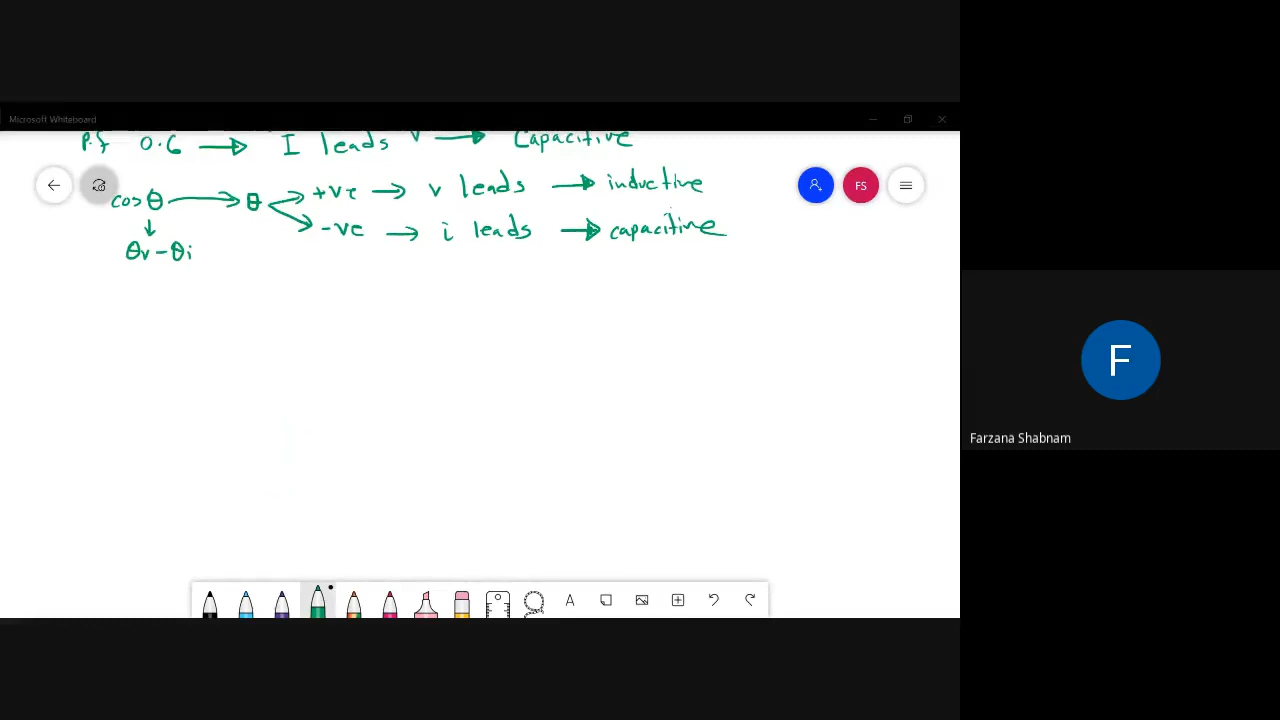 Microsoft Whiteboard
P.f 0.6 → I leads v → Capacitive
cos θ → θ → +ve → v leads → inductive
→ -ve → i leads → capacitive
↓
θv - θi
FS
F
Farzana Shabnam
A